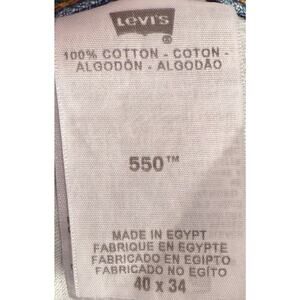 Levi's
®
100% COTTON - COTON -
ALGODÓN - ALGODÃO
550™
MADE IN EGYPT
FABRIQUE EN EGYPTE
FABRICADO EN EGIPTO
FABRICADO NO EGÍTO
40 x 34